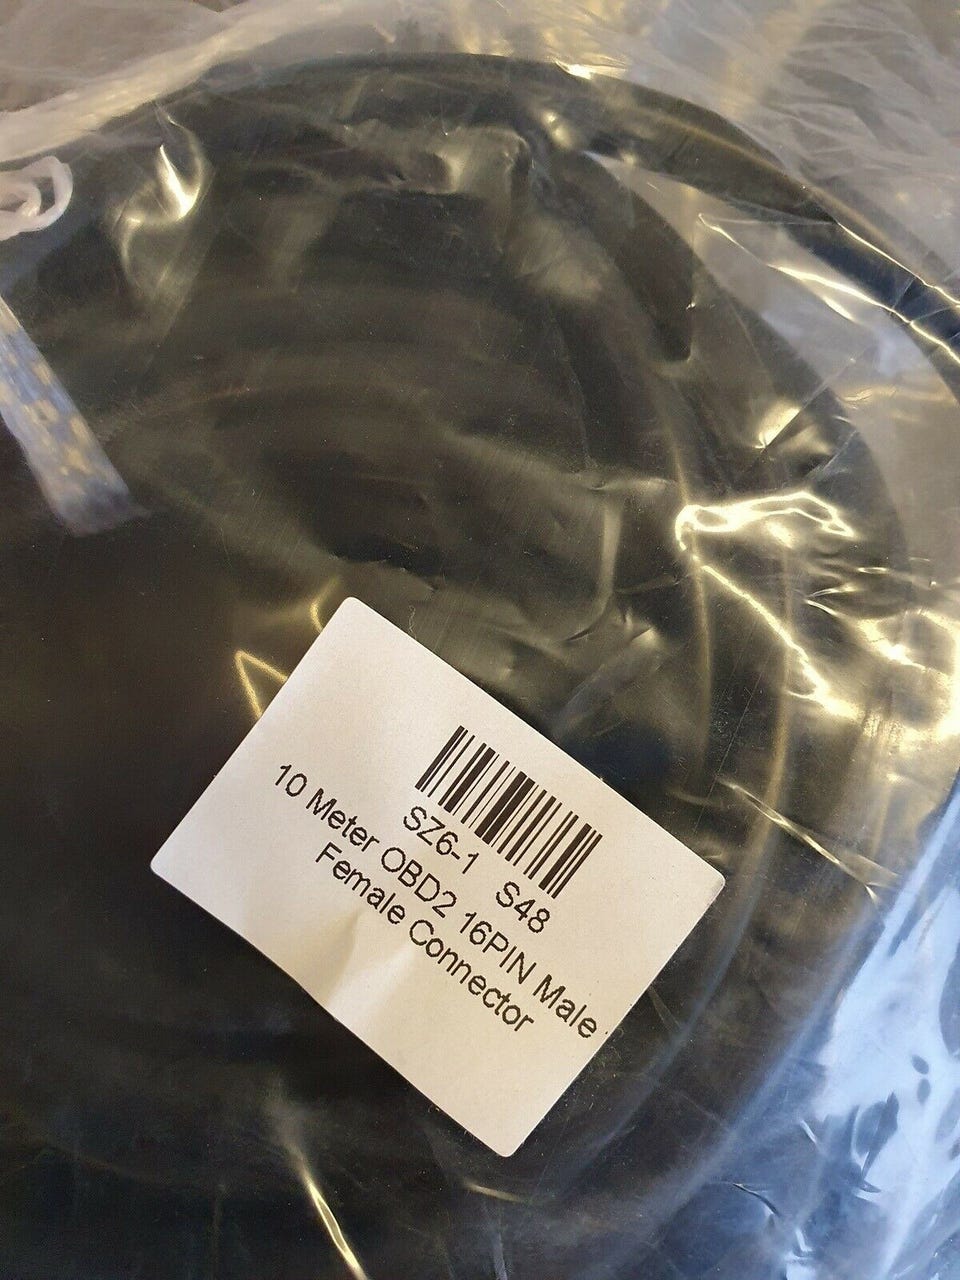 SZ6-1 S48
10 Meter OBD2 16PIN Male
Female Connector